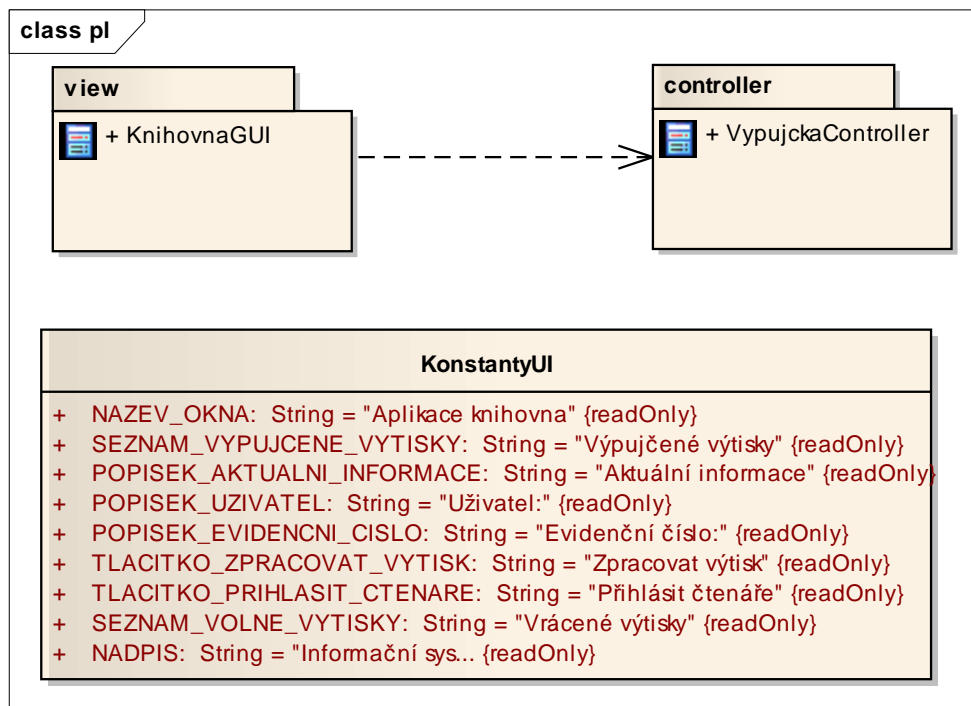 class pl
view
+ KnihovnaGUI
controller
+ VypujckaController
KonstantyUI
+ NAZEV_OKNA: String = "Aplikace knihovna" {readOnly}
+ SEZNAM_VYPUJCENE_VYTISKY: String = "Výpujčené výtisky" {readOnly}
+ POPISEK_AKTUALNI_INFORMACE: String = "Aktuální informace" {readOnly}
+ POPISEK_UZIVATEL: String = "Uživatel:" {readOnly}
+ POPISEK_EVIDENCNI_CISLO: String = "Evidenční číslo:" {readOnly}
+ TLACITKO_ZPRACOVAT_VYTISK: String = "Zpracovat výtisk" {readOnly}
+ TLACITKO_PRIHLASIT_CTENARE: String = "Přihlásit čtenáře" {readOnly}
+ SEZNAM_VOLNE_VYTISKY: String = "Vrácené výtisky" {readOnly}
+ NADPIS: String = "Informační sys... {readOnly}